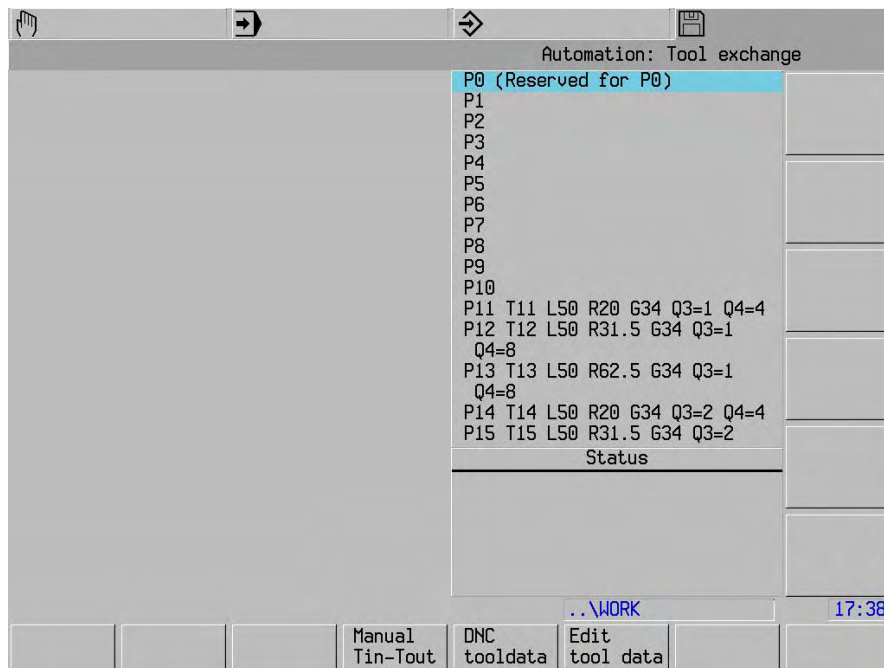 Automation: Tool exchange
P0 (Reserved for P0)
P1
P2
P3
P4
P5
P6
P7
P8
P9
P10
P11 T11 L50 R20 G34 Q3=1 Q4=4
P12 T12 L50 R31.5 G34 Q3=1
Q4=8
P13 T13 L50 R62.5 G34 Q3=1
Q4=8
P14 T14 L50 R20 G34 Q3=2 Q4=4
P15 T15 L50 R31.5 G34 Q3=2
Status
..\WORK
17:38
Manual
Tin-Tout
DNC
tooldata
Edit
tool data